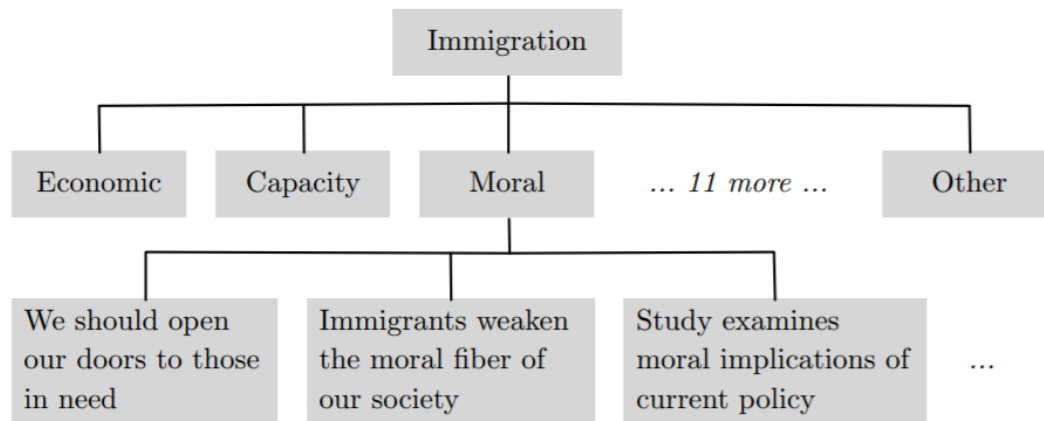 Immigration
Economic
Capacity
Moral
... 11 more ...
Other
We should open
our doors to those
in need
Immigrants weaken
the moral fiber of
our society
Study examines
moral implications of
current policy
...